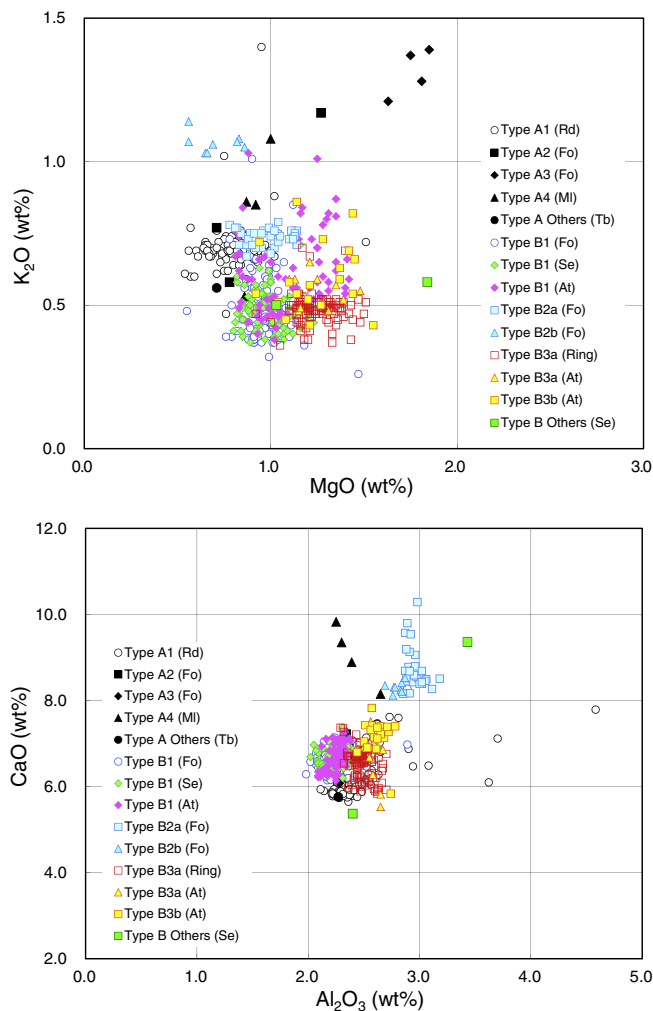 1.5
1.0
0.5
0.0
K2O (wt%)
0.0 1.0 2.0 3.0
MgO (wt%)
Type A1 (Rd)
Type A2 (Fo)
Type A3 (Fo)
Type A4 (Ml)
Type A Others (Tb)
Type B1 (Fo)
Type B1 (Se)
Type B1 (At)
Type B2a (Fo)
Type B2b (Fo)
Type B3a (Ring)
Type B3a (At)
Type B3b (At)
Type B Others (Se)
12.0
10.0
8.0
6.0
4.0
2.0
CaO (wt%)
Type A1 (Rd)
Type A2 (Fo)
Type A3 (Fo)
Type A4 (Ml)
Type A Others (Tb)
Type B1 (Fo)
Type B1 (Se)
Type B1 (At)
Type B2a (Fo)
Type B2b (Fo)
Type B3a (Ring)
Type B3a (At)
Type B3b (At)
Type B Others (Se)
0.0 1.0 2.0 3.0 4.0 5.0
Al2O3 (wt%)